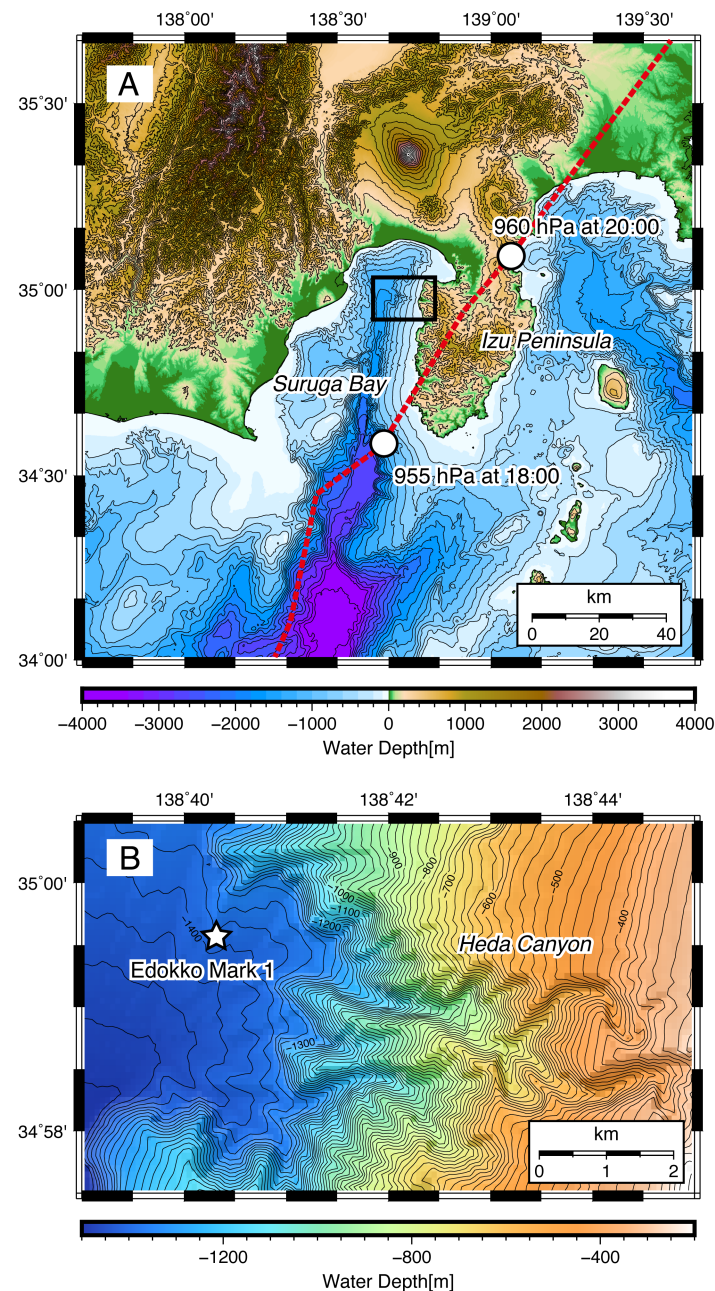 138˚00' 138˚30' 139˚00' 139˚30'
A
35˚30'
960 hPa at 20:00
35˚00'
Izu Peninsula
Suruga Bay
34˚30'
955 hPa at 18:00
km
0 20 40
34˚00'
−4000 −3000 −2000 −1000 0 1000 2000 3000 4000
Water Depth[m]
138˚40' 138˚42' 138˚44'
B
−900
−800
35˚00'
−700
−600
−500
−400
−1000
−1100
−1200
−1400
Heda Canyon
Edokko Mark 1
−1300
34˚58'
km
0 1 2
−1200 −800 −400
Water Depth[m]